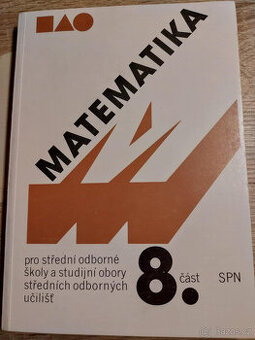 MATEMATIKA
pro střední odborné
školy a studijní obory
středních odborných
učilišť
8. část SPN